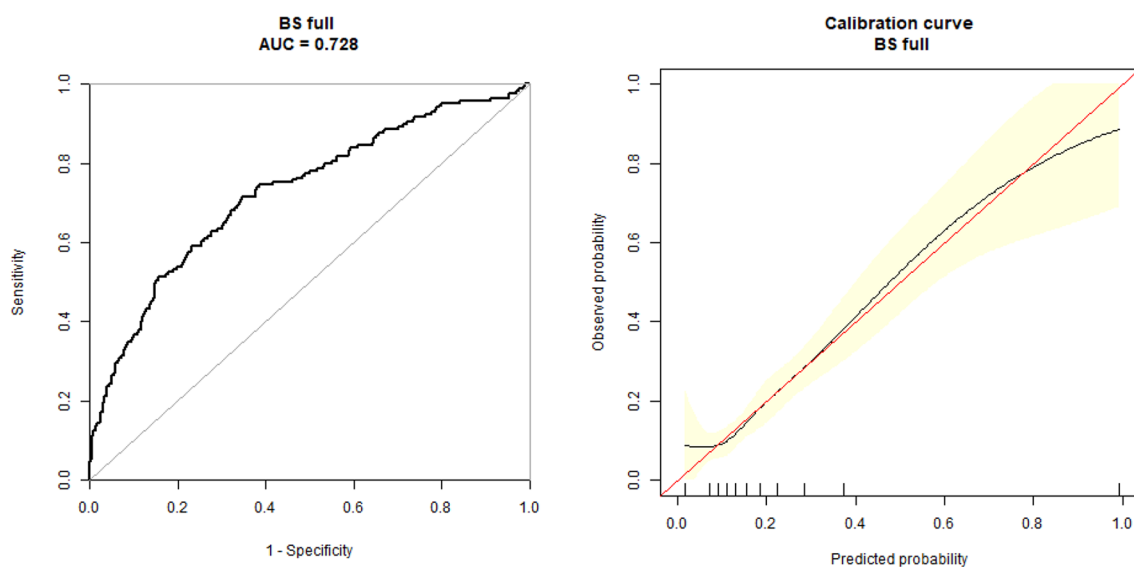 BS full
AUC = 0.728
1.0
0.8
0.6
0.4
0.2
0.0
Sensitivity
0.0 0.2 0.4 0.6 0.8 1.0
1 - Specificity
Calibration curve
BS full
1.0
0.8
0.6
0.4
0.2
0.0
Observed probability
0.0 0.2 0.4 0.6 0.8 1.0
Predicted probability